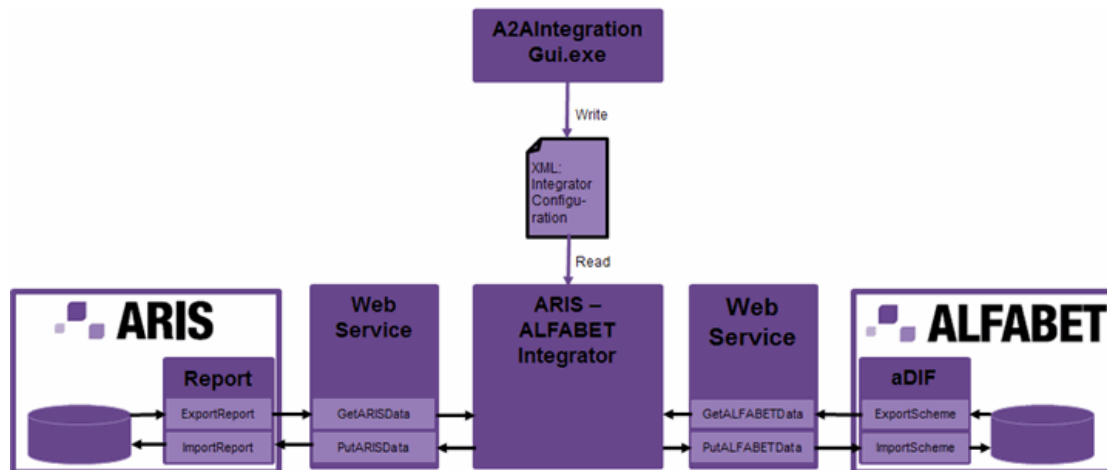 A2AIntegration
Gui.exe
Write
XML:
Integrator
Configu-
ration
Read
ARIS
Web
Service
ARIS –
ALFABET
Integrator
Web
Service
ALFABET
Report
aDIF
ExportReport
GetARISData
GetALFABETData
ExportScheme
ImportReport
PutARISData
PutALFABETData
ImportScheme